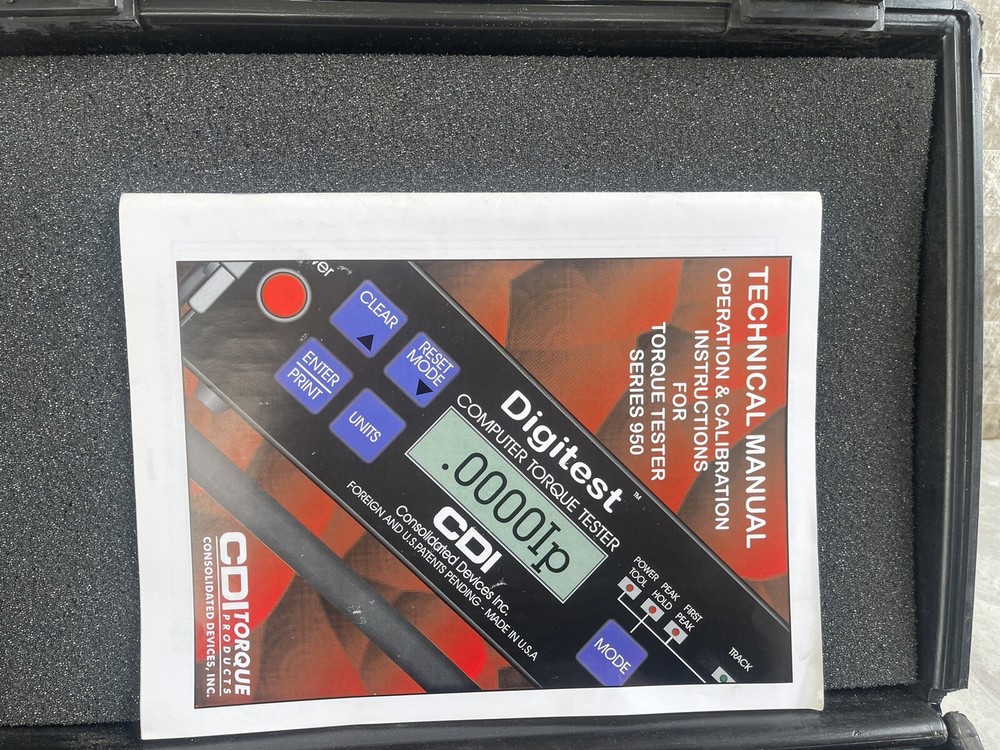 TECHNICAL MANUAL
OPERATION & CALIBRATION
INSTRUCTIONS
FOR
TORQUE TESTER
SERIES 950
CLEAR
RESET
MODE
ENTER
PRINT
UNITS
Digitest™
COMPUTER TORQUE TESTER
.0000Ip
CDI
Consolidated Devices Inc.
FOREIGN AND U.S.PATENTS PENDING - MADE IN U.S.A
POWER
TOOL
PEAK
HOLD
FIRST
PEAK
TRACK
MODE
CDI TORQUE
PRODUCTS
CONSOLIDATED DEVICES, INC.